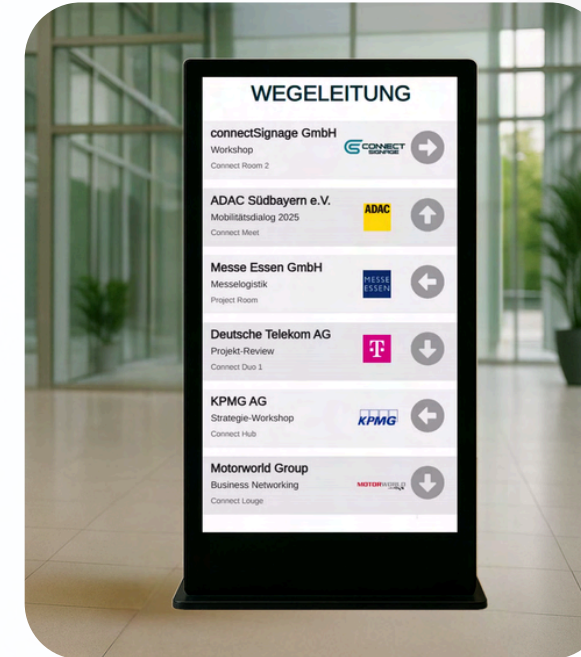 WEGELEITUNG
connectSignage GmbH
Workshop
Connect Room 2
CONNECT
SIGNAGE
ADAC Südbayern e.V.
Mobilitätsdialog 2025
Connect Meet
ADAC
Messe Essen GmbH
Messelogistik
Project Room
MESSE
ESSEN
Deutsche Telekom AG
Projekt-Review
Connect Duo 1
T
KPMG AG
Strategie-Workshop
Connect Hub
KPMG
Motorworld Group
Business Networking
Connect Louge
MOTORWORLD